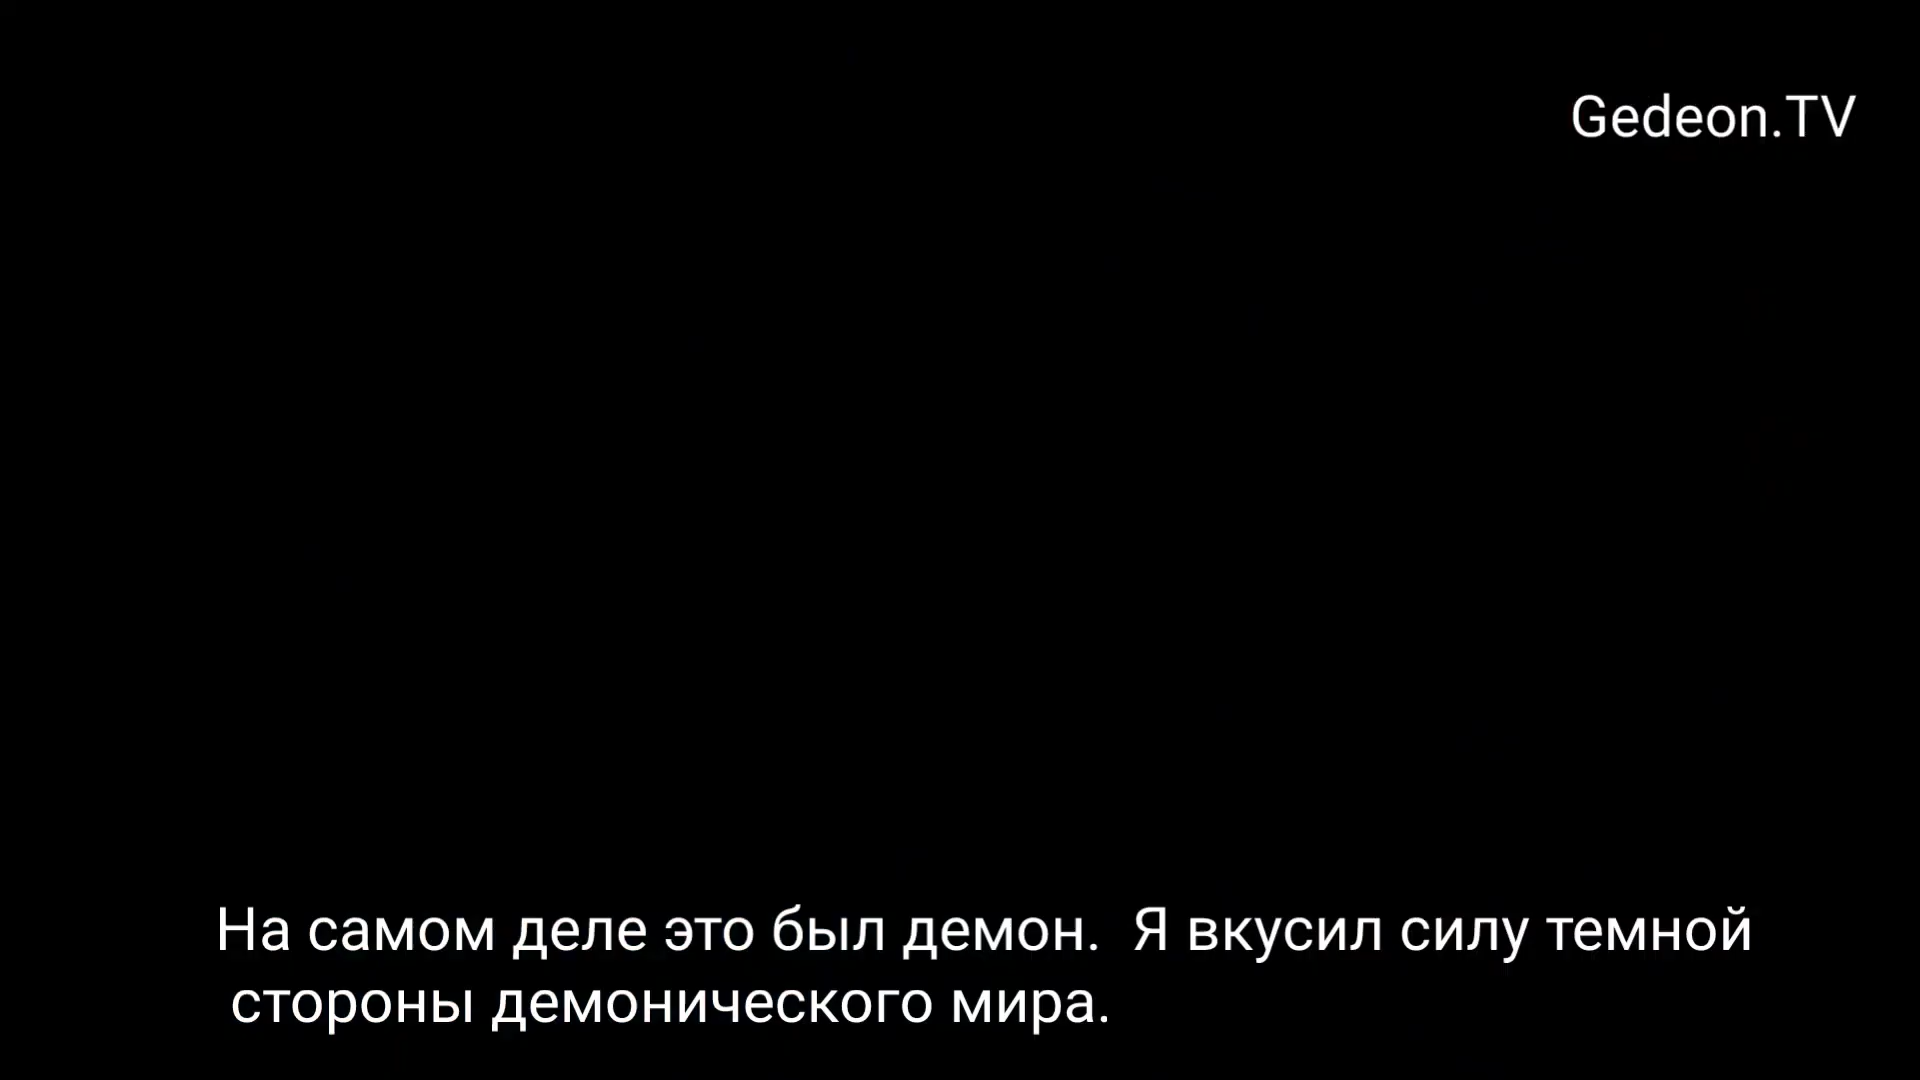 Gedeon.TV
На самом деле это был демон.  Я вкусил силу темной
стороны демонического мира.